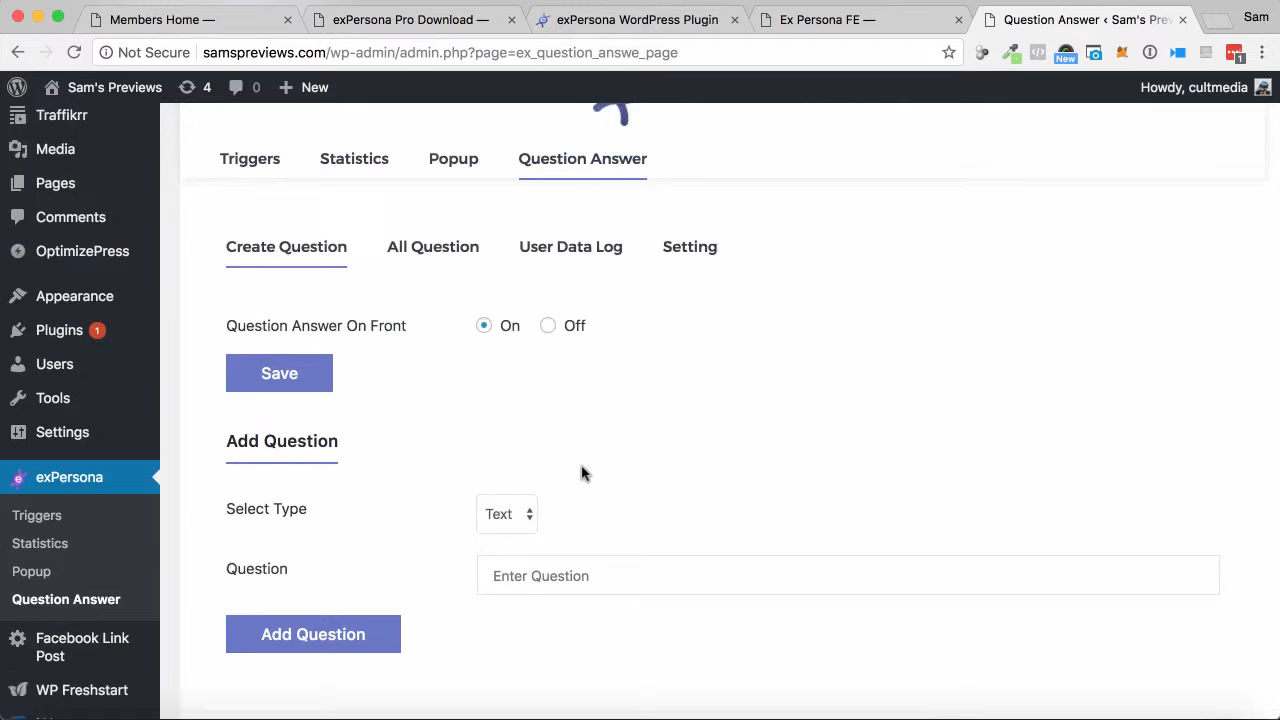 Members Home —
exPersona Pro Download —
exPersona WordPress Plugin
Ex Persona FE —
Question Answer ‹ Sam's Prev
Sam
Not Secure samspreviews.com/wp-admin/admin.php?page=ex_question_answe_page
New
1
Sam's Previews 4 0 New Howdy, cultmedia
Traffikrr
Media
Pages
Comments
OptimizePress
Appearance
Plugins 1
Users
Tools
Settings
exPersona
Triggers
Statistics
Popup
Question Answer
Facebook Link
Post
WP Freshstart
Triggers Statistics Popup Question Answer
Create Question All Question User Data Log Setting
Question Answer On Front On Off
Save
Add Question
Select Type Text
Question Enter Question
Add Question